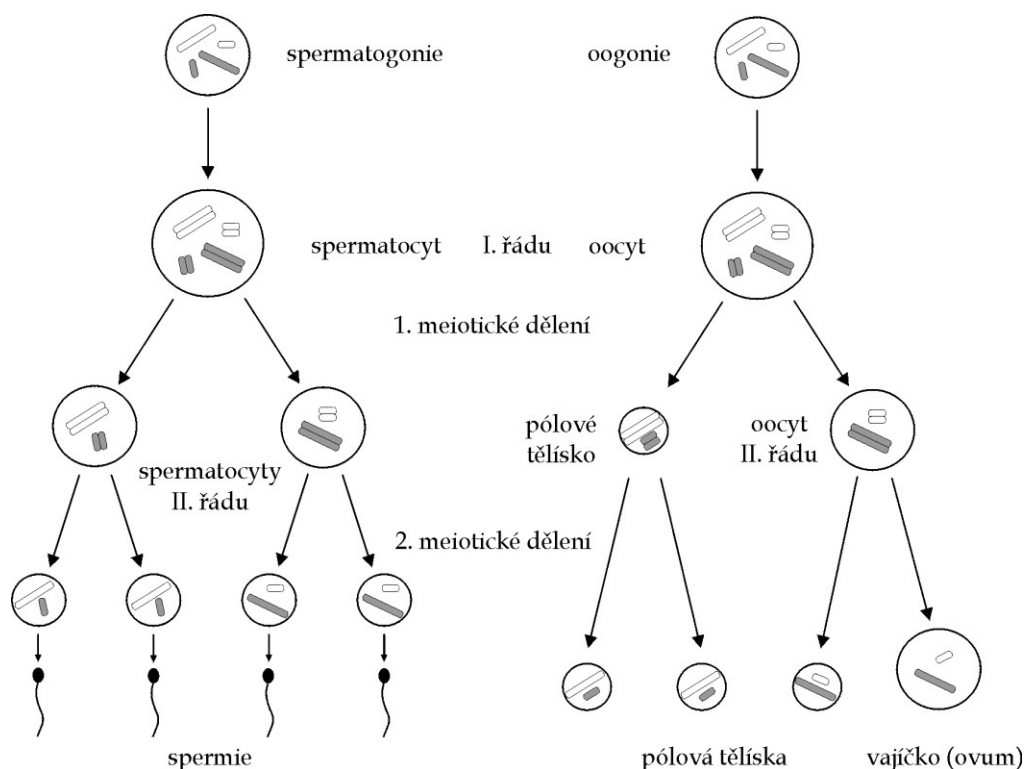 spermatogonie
oogonie
spermatocyt I. řádu oocyt
1. meiotické dělení
pólové
tělísko
oocyt
II. řádu
spermatocyty
II. řádu
2. meiotické dělení
spermie
pólová tělíska
vajíčko (ovum)